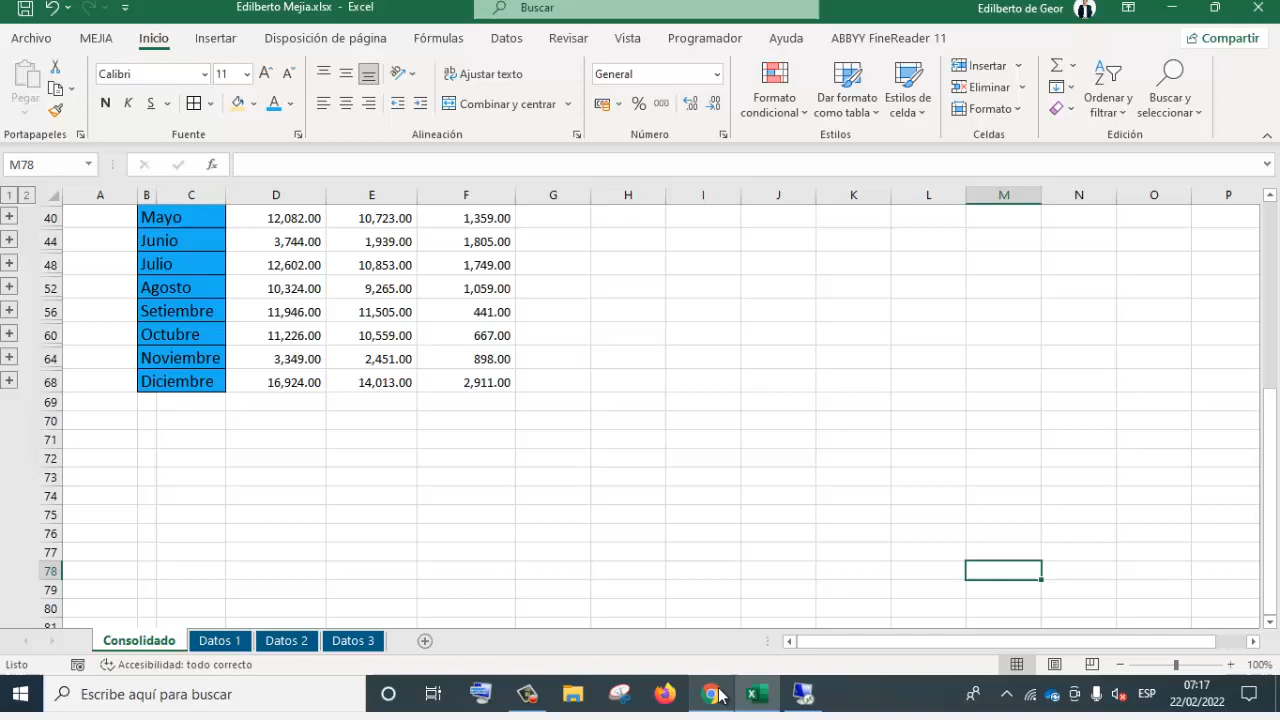 Edilberto Mejia.xlsx - Excel
Buscar
Edilberto de Geor
Archivo MEJIA Inicio Insertar Disposición de página Fórmulas Datos Revisar Vista Programador Ayuda ABBYY FineReader 11 Compartir
Pegar
Portapapeles
Calibri 11
N K S
Fuente
Ajustar texto
Combinar y centrar
Alineación
General
% 000
Número
Formato condicional
Dar formato como tabla
Estilos de celda
Estilos
Insertar
Eliminar
Formato
Celdas
Ordenar y filtrar
Buscar y seleccionar
Edición
M78 fx
1 2 A B C D E F G H I J K L M N O P
40 Mayo 12,082.00 10,723.00 1,359.00
44 Junio 3,744.00 1,939.00 1,805.00
48 Julio 12,602.00 10,853.00 1,749.00
52 Agosto 10,324.00 9,265.00 1,059.00
56 Setiembre 11,946.00 11,505.00 441.00
60 Octubre 11,226.00 10,559.00 667.00
64 Noviembre 3,349.00 2,451.00 898.00
68 Diciembre 16,924.00 14,013.00 2,911.00
69
70
71
72
73
74
75
76
77
78
79
80
81
Consolidado Datos 1 Datos 2 Datos 3
Listo Accesibilidad: todo correcto 100%
Escribe aquí para buscar
ESP
07:17
22/02/2022